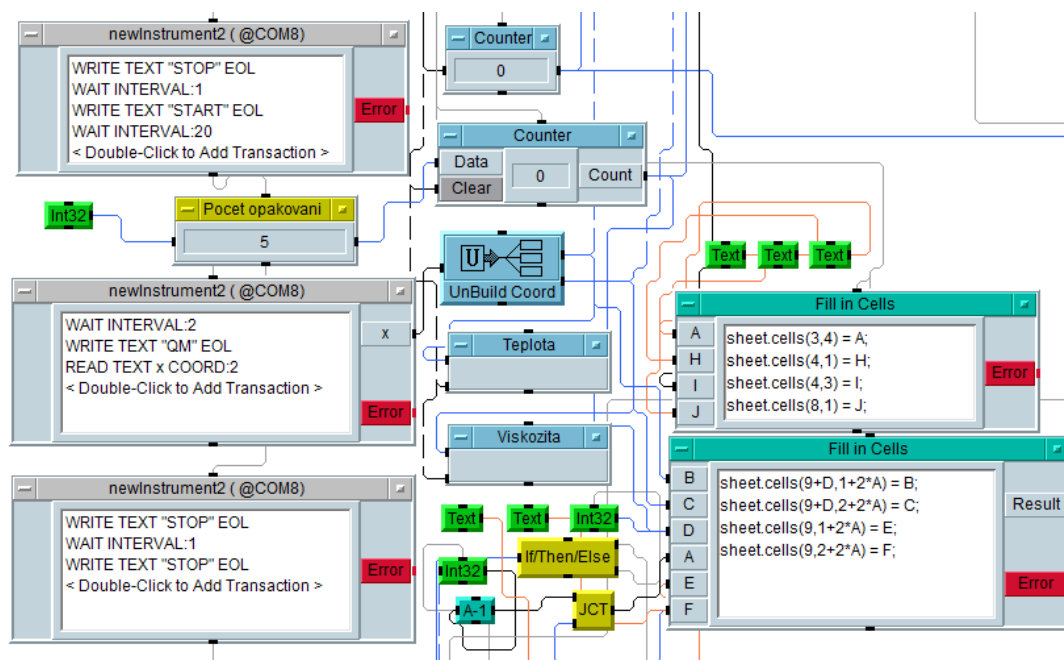 newInstrument2 ( @COM8)
WRITE TEXT "STOP" EOL
WAIT INTERVAL:1
WRITE TEXT "START" EOL
WAIT INTERVAL:20
< Double-Click to Add Transaction >
Error
Counter
0
Counter
Data
Clear
0
Count
Int32
Pocet opakovani
5
U
UnBuild Coord
Text
Text
Text
newInstrument2 ( @COM8)
WAIT INTERVAL:2
WRITE TEXT "QM" EOL
READ TEXT x COORD:2
< Double-Click to Add Transaction >
x
Error
Teplota
Viskozita
Fill in Cells
A
H
I
J
sheet.cells(3,4) = A;
sheet.cells(4,1) = H;
sheet.cells(4,3) = I;
sheet.cells(8,1) = J;
Error
Fill in Cells
B
C
D
A
E
F
sheet.cells(9+D,1+2*A) = B;
sheet.cells(9+D,2+2*A) = C;
sheet.cells(9,1+2*A) = E;
sheet.cells(9,2+2*A) = F;
Result
Error
newInstrument2 ( @COM8)
WRITE TEXT "STOP" EOL
WAIT INTERVAL:1
WRITE TEXT "STOP" EOL
< Double-Click to Add Transaction >
Error
Text
Text
Int32
If/Then/Else
Int32
A-1
JCT